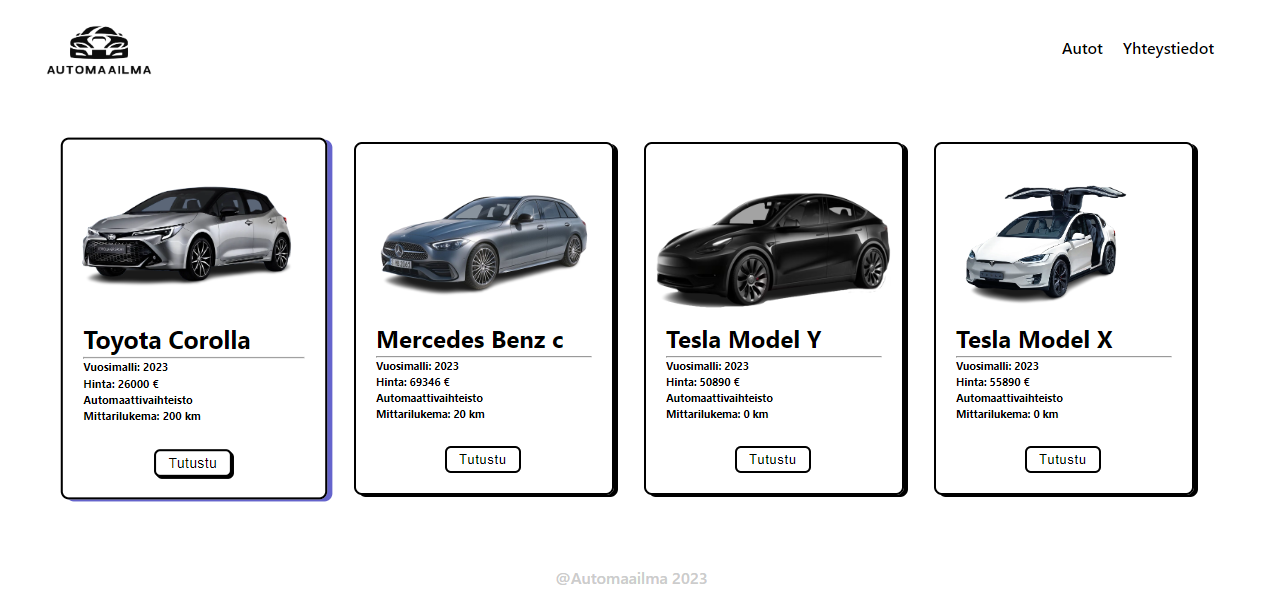 AUTOMAAILMA
Autot
Yhteystiedot
Toyota Corolla
Vuosimalli: 2023
Hinta: 26000 €
Automaattivaihteisto
Mittarilukema: 200 km
Tutustu
Mercedes Benz c
Vuosimalli: 2023
Hinta: 69346 €
Automaattivaihteisto
Mittarilukema: 20 km
Tutustu
Tesla Model Y
Vuosimalli: 2023
Hinta: 50890 €
Automaattivaihteisto
Mittarilukema: 0 km
Tutustu
Tesla Model X
Vuosimalli: 2023
Hinta: 55890 €
Automaattivaihteisto
Mittarilukema: 0 km
Tutustu
@Automaailma 2023